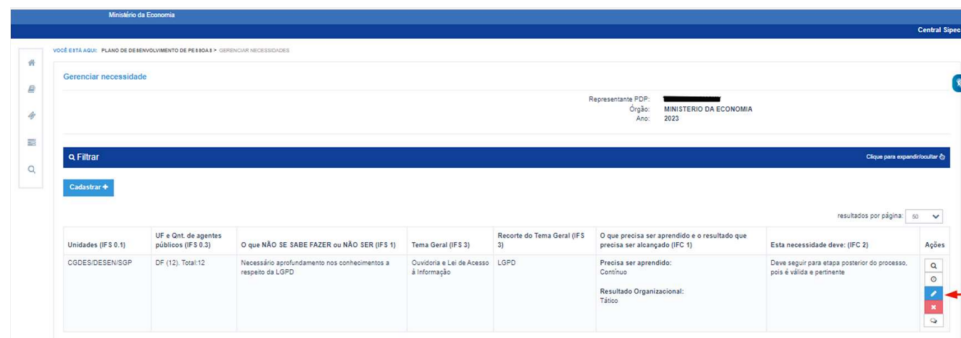 Ministério da Economia
Central Sipec
VOCÊ ESTÁ AQUI: PLANO DE DESENVOLVIMENTO DE PESSOAS > GERENCIAR NECESSIDADES
Gerenciar necessidade
Representante PDP:
Órgão: MINISTERIO DA ECONOMIA
Ano: 2023
Filtrar
Clique para expandir/ocultar
Cadastrar
resultados por página: 50
Unidades (IFS 0.1)
UF e Qnt. de agentes
públicos (IFS 0.3)
O que NÃO SE SABE FAZER ou NÃO SER (IFS 1)
Tema Geral (IFS 3)
Recorte do Tema Geral (IFS
3)
O que precisa ser aprendido e o resultado que
precisa ser alcançado (IFC 1)
Esta necessidade deve: (IFC 2)
Ações
CGDES/DESEN/SGP
DF (12). Total:12
Necessário aprofundamento nos conhecimentos a
respeito da LGPD
Ouvidoria e Lei de Acesso
à Informação
LGPD
Precisa ser aprendido:
Contínuo
Resultado Organizacional:
Tático
Deve seguir para etapa posterior do processo,
pois é válida e pertinente